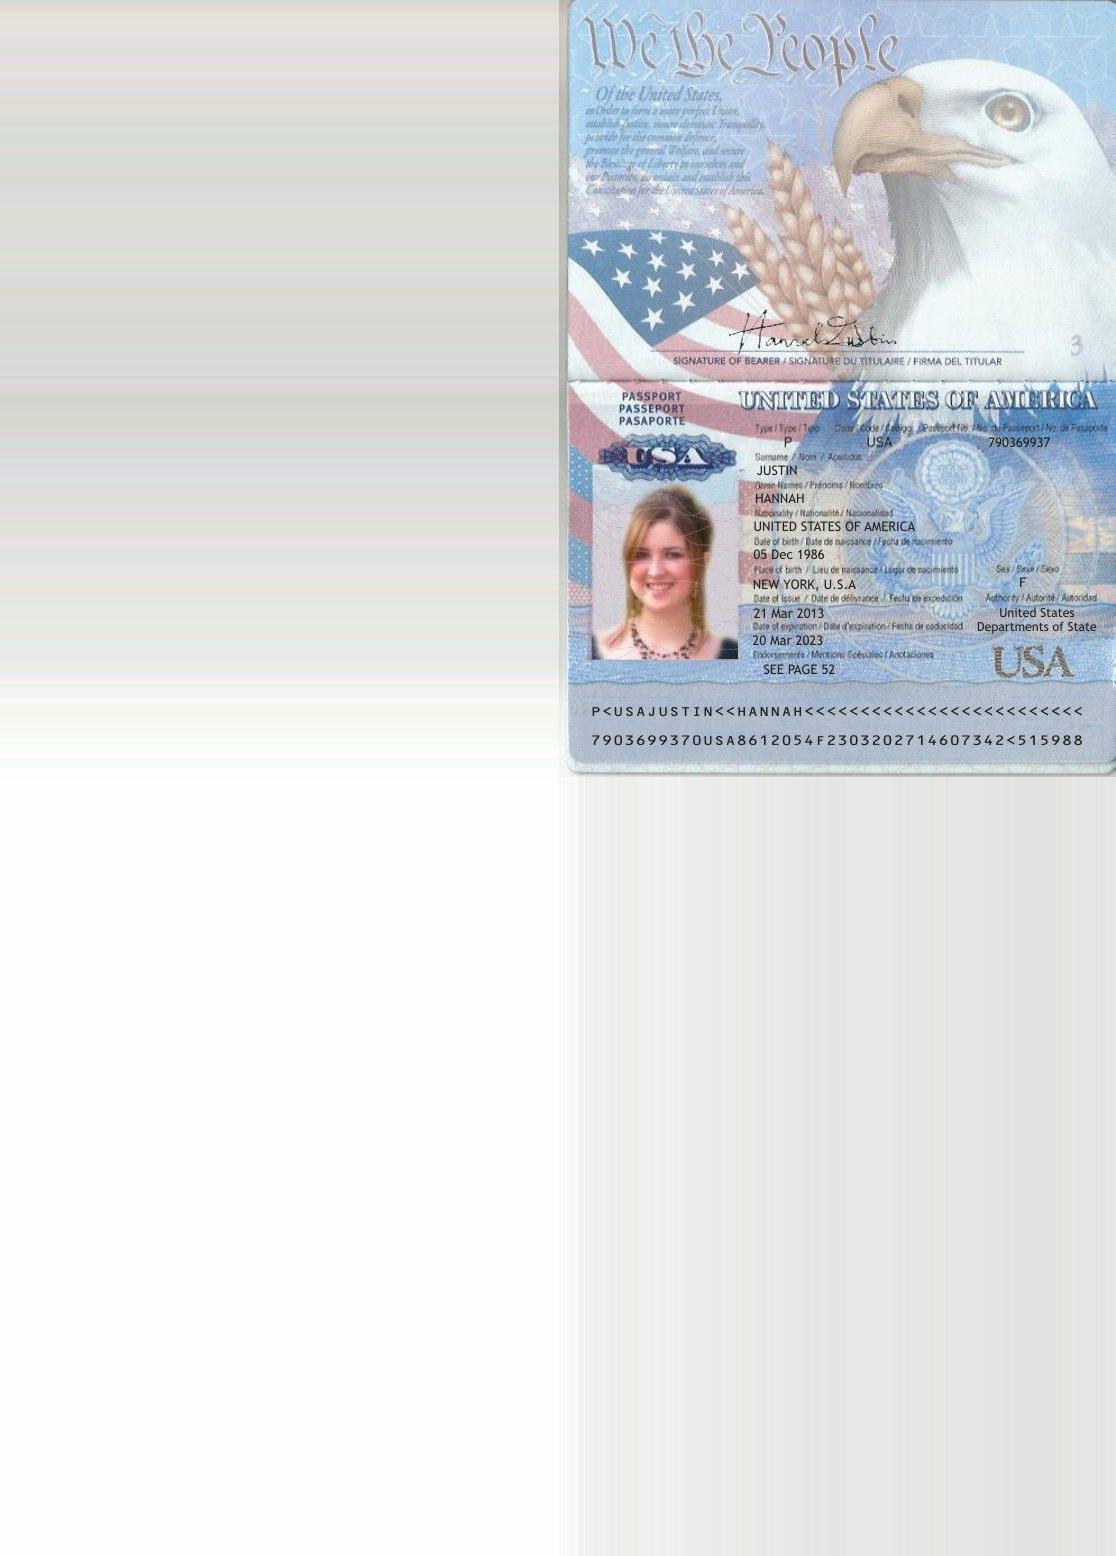 We the People
Of the United States,
in Order to form a more perfect Union,
establish Justice, insure domestic Tranquility,
provide for the common defence,
promote the general Welfare, and secure
the Blessings of Liberty to ourselves and
our Posterity, do ordain and establish this
Constitution for the United States of America.
SIGNATURE OF BEARER / SIGNATURE DU TITULAIRE / FIRMA DEL TITULAR
3
PASSPORT
PASSEPORT
PASAPORTE
USA
UNITED STATES OF AMERICA
Type / Type / Tipo Code / Code / Codigo Passport No. / No. du Passeport / No. de Pasaporte
P USA 790369937
Surname / Nom / Apellidos
JUSTIN
Given Names / Prénoms / Nombres
HANNAH
Nationality / Nationalité / Nacionalidad
UNITED STATES OF AMERICA
Date of birth / Date de naissance / Fecha de nacimiento
05 Dec 1986
Place of birth / Lieu de naissance / Lugar de nacimiento Sex / Sexe / Sexo
NEW YORK, U.S.A F
Date of issue / Date de délivrance / Fecha de expedición Authority / Autorité / Autoridad
21 Mar 2013 United States
Date of expiration / Date d'expiration / Fecha de caducidad Departments of State
20 Mar 2023
Endorsements / Mentions Spéciales / Anotaciones
SEE PAGE 52 USA
P<USAJUSTIN<<HANNAH<<<<<<<<<<<<<<<<<<<<<<<<<
7903699370USA8612054F2303202714607342<515988